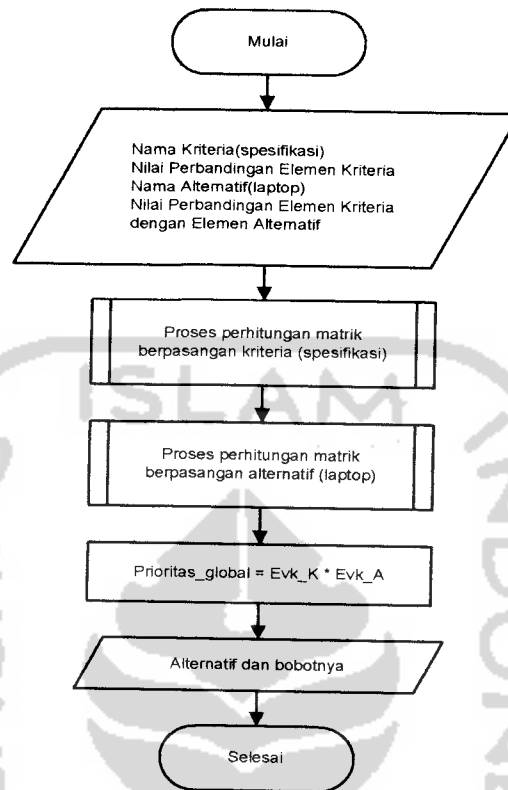 Mulai
Nama Kriteria(spesifikasi)
Nilai Perbandingan Elemen Kriteria
Nama Alternatif(laptop)
Nilai Perbandingan Elemen Kriteria
dengan Elemen Alternatif
Proses perhitungan matrik
berpasangan kriteria (spesifikasi)
ISLAM
Proses perhitungan matrik
berpasangan alternatif (laptop)
Prioritas_global = Evk_K * Evk_A
Alternatif dan bobotnya
Selesai